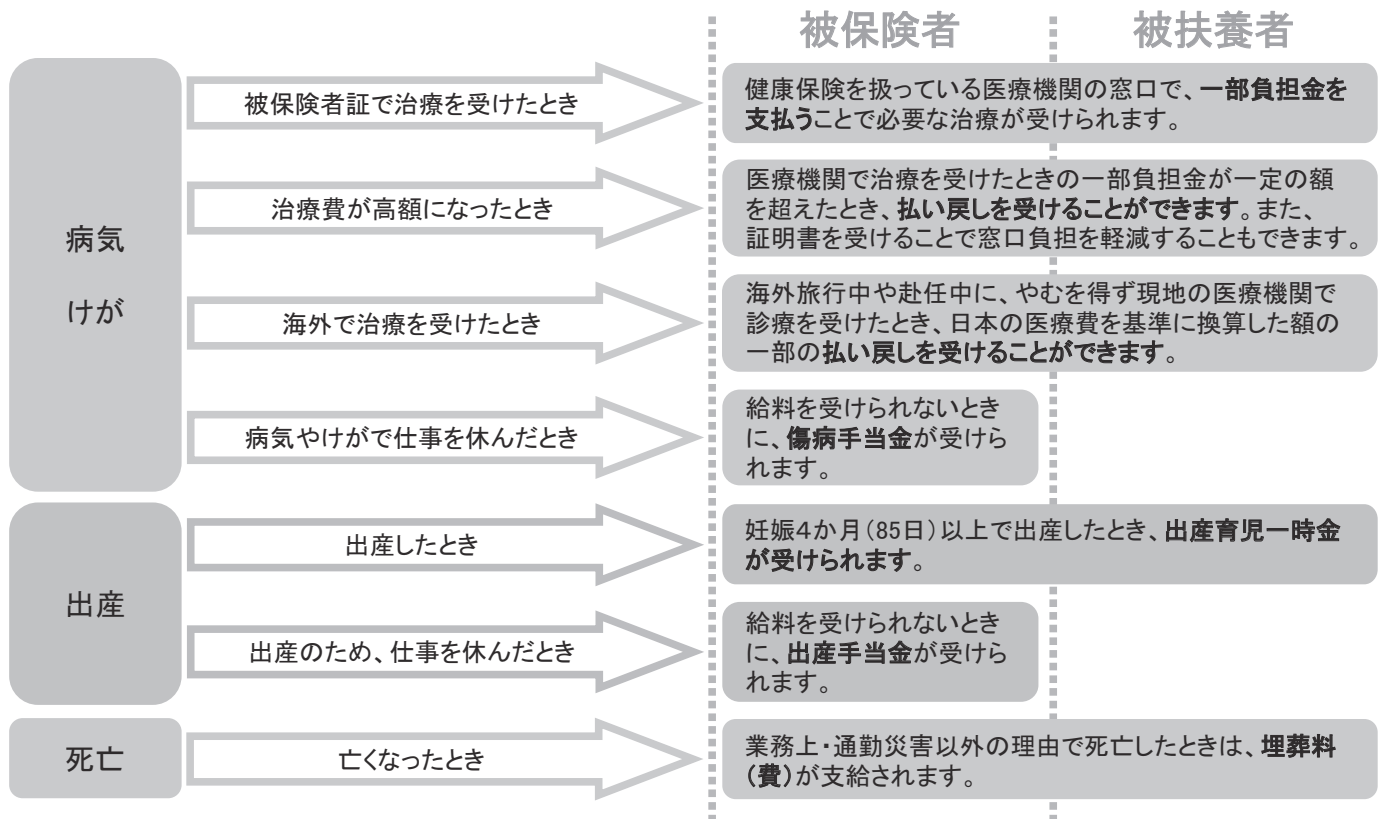 被保険者
被扶養者
病気
けが
被保険者証で治療を受けたとき
健康保険を扱っている医療機関の窓口で、一部負担金を
支払うことで必要な治療が受けられます。
治療費が高額になったとき
医療機関で治療を受けたときの一部負担金が一定の額
を超えたとき、払い戻しを受けることができます。また、
証明書を受けることで窓口負担を軽減することもできます。
海外で治療を受けたとき
海外旅行中や赴任中に、やむを得ず現地の医療機関で
診療を受けたとき、日本の医療費を基準に換算した額の
一部の払い戻しを受けることができます。
病気やけがで仕事を休んだとき
給料を受けられないとき
に、傷病手当金が受けら
れます。
出産
出産したとき
妊娠4か月（85日）以上で出産したとき、出産育児一時金
が受けられます。
出産のため、仕事を休んだとき
給料を受けられないとき
に、出産手当金が受けら
れます。
死亡
亡くなったとき
業務上・通勤災害以外の理由で死亡したときは、埋葬料
（費）が支給されます。